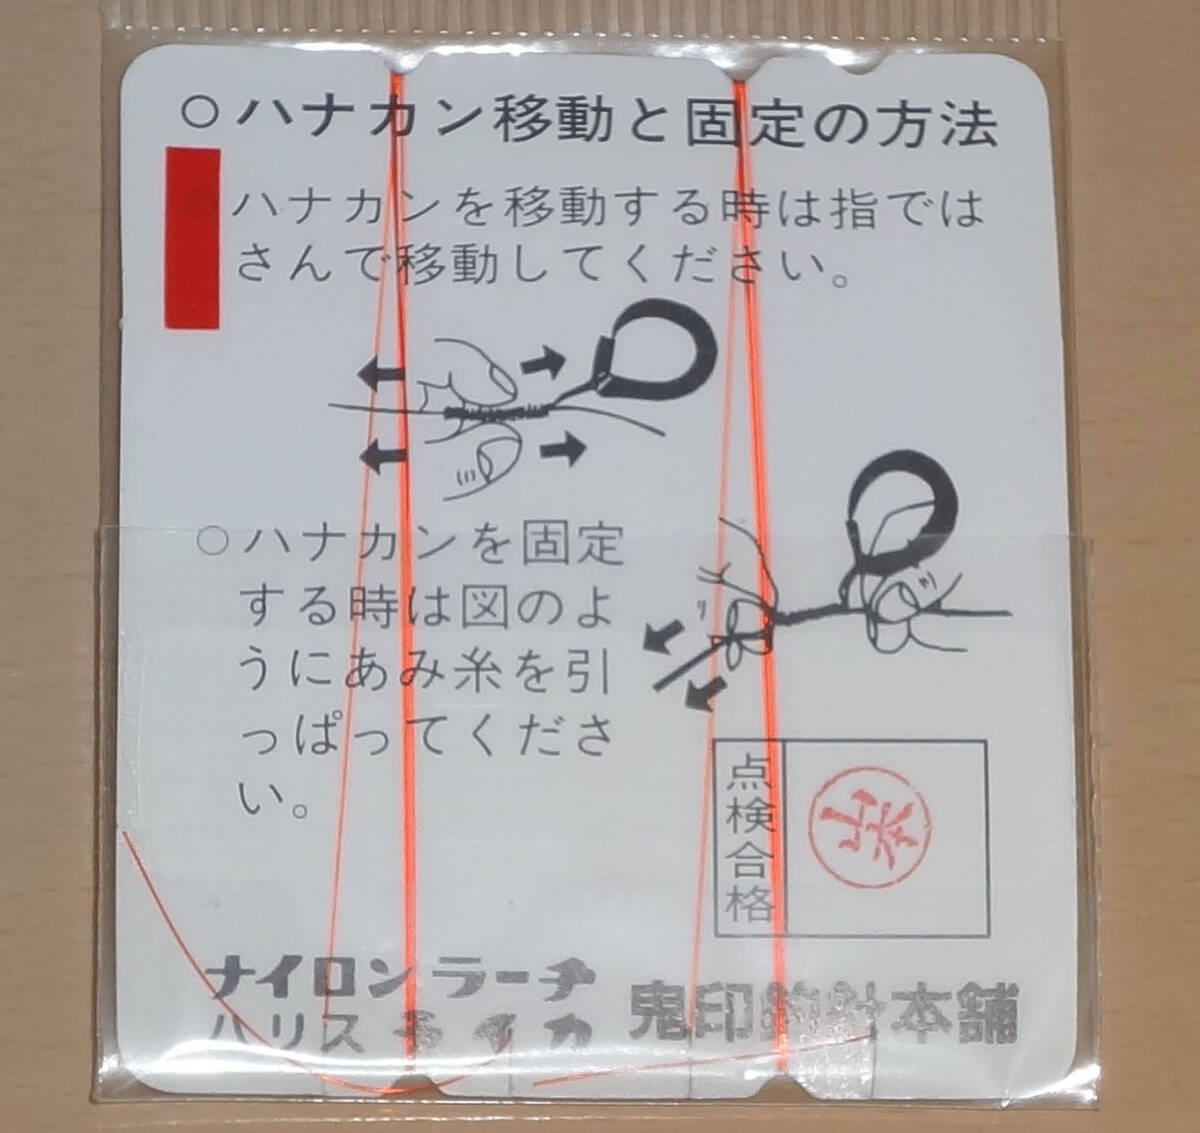 ○ハナカン移動と固定の方法
○ハナカンを移動する時は指では
さんで移動してください。
○ハナカンを固定
する時は図のよ
うにあみ糸を引
っぱってくださ
い。
点検合格
ナイロン ラーヂ
ハリス
鬼印釣針本舗